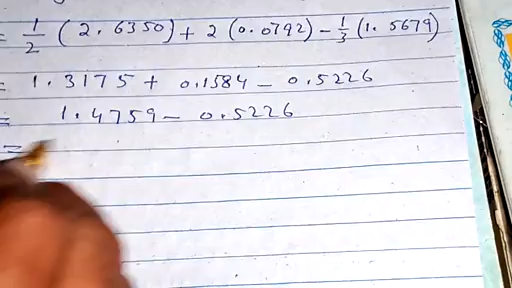 = 1/2 (2.6350) + 2 (0.0792) - 1/3 (1.5679)
= 1.3175 + 0.1584 - 0.5226
= 1.4759 - 0.5226
=